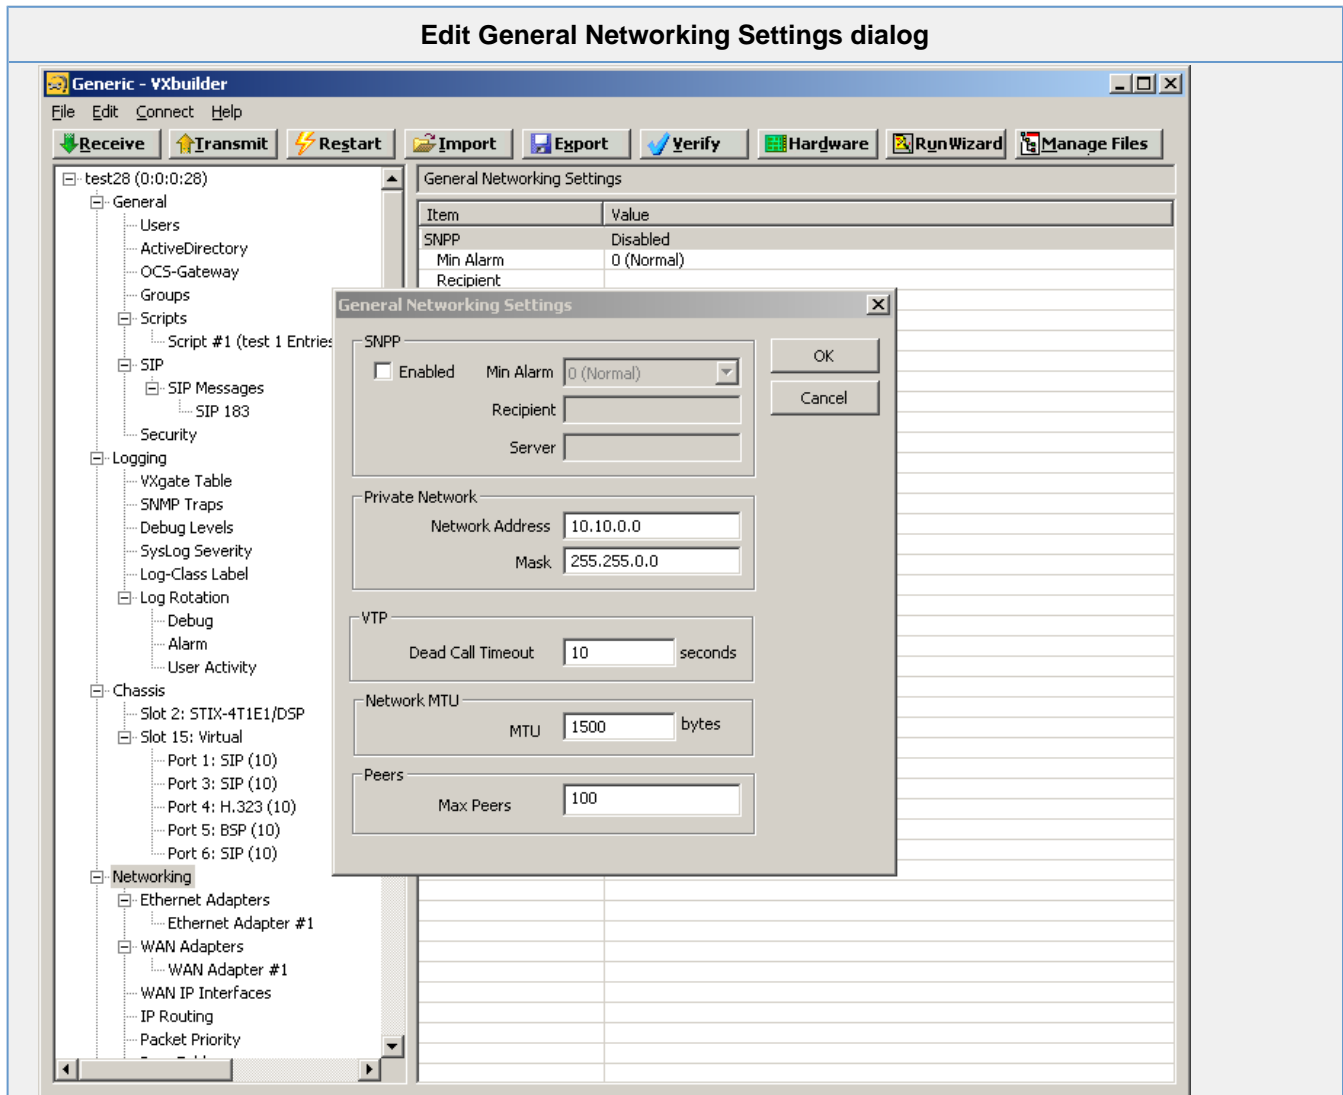 Edit General Networking Settings dialog
Generic - VXbuilder
File Edit Connect Help
Receive Transmit Restart Import Export Verify Hardware RunWizard Manage Files
test28 (0:0:0:28)
General
Users
ActiveDirectory
OCS-Gateway
Groups
Scripts
Script #1 (test 1 Entries
SIP
SIP Messages
SIP 183
Security
Logging
VXgate Table
SNMP Traps
Debug Levels
SysLog Severity
Log-Class Label
Log Rotation
Debug
Alarm
User Activity
Chassis
Slot 2: STIX-4T1E1/DSP
Slot 15: Virtual
Port 1: SIP (10)
Port 3: SIP (10)
Port 4: H.323 (10)
Port 5: BSP (10)
Port 6: SIP (10)
Networking
Ethernet Adapters
Ethernet Adapter #1
WAN Adapters
WAN Adapter #1
WAN IP Interfaces
IP Routing
Packet Priority
General Networking Settings
Item Value
SNPP Disabled
Min Alarm 0 (Normal)
Recipient
General Networking Settings
SNPP
Enabled Min Alarm 0 (Normal)
Recipient
Server
OK
Cancel
Private Network
Network Address 10.10.0.0
Mask 255.255.0.0
VTP
Dead Call Timeout 10 seconds
Network MTU
MTU 1500 bytes
Peers
Max Peers 100